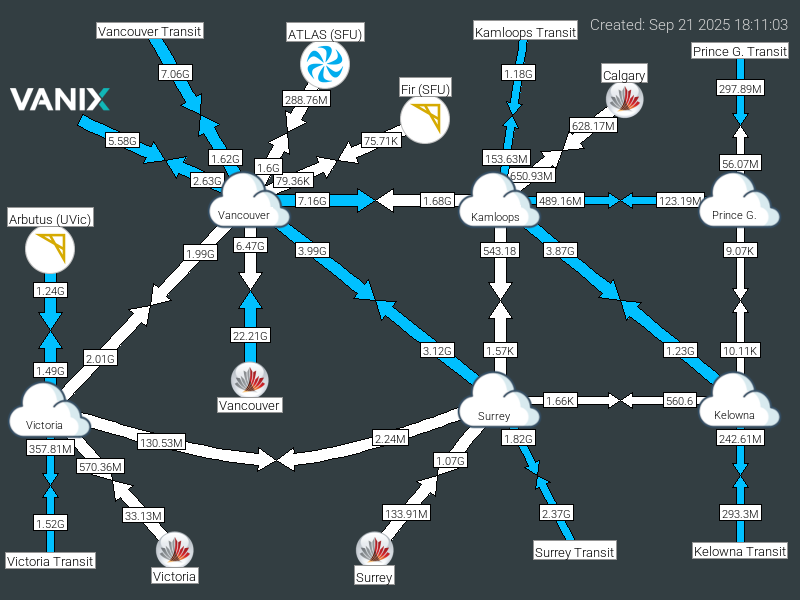 Created: Sep 21 2025 18:11:03
Vancouver Transit
ATLAS (SFU)
Kamloops Transit
Prince G. Transit
7.06G
1.18G
Calgary
297.89M
VANIX
288.76M
Fir (SFU)
628.17M
5.58G
75.71K
1.62G
153.63M
56.07M
1.6G
2.63G
79.36K
650.93M
7.16G
1.68G
489.16M
123.19M
Vancouver
Kamloops
Prince G.
Arbutus (UVic)
6.47G
1.99G
3.99G
543.18
3.87G
9.07K
1.24G
22.21G
2.01G
3.12G
1.57K
1.23G
10.11K
1.49G
Vancouver
1.66K
560.6
Victoria
Surrey
Kelowna
357.81M
130.53M
2.24M
1.82G
242.61M
570.36M
1.07G
1.52G
33.13M
133.91M
2.37G
293.3M
Victoria Transit
Victoria
Surrey
Surrey Transit
Kelowna Transit